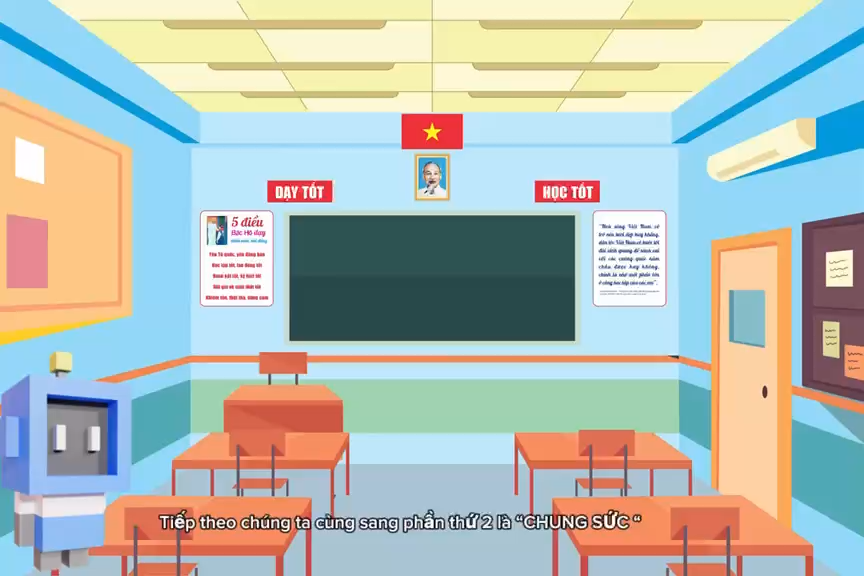 DẠY TỐT
HỌC TỐT
5 điều
Bác Hồ dạy
Yêu Tổ quốc, yêu đồng bào
Học tập tốt, lao động tốt
Đoàn kết tốt, kỷ luật tốt
Giữ gìn vệ sinh thật tốt
Khiêm tốn, thật thà, dũng cảm
"Non sông Việt Nam có
trở nên tươi đẹp hay không,
dân tộc Việt Nam có bước tới
đài vinh quang để sánh vai
với các cường quốc năm
châu được hay không,
chính là nhờ một phần lớn
ở công học tập của các em".
Tiếp theo chúng ta cùng sang phần thứ 2 là “CHUNG SỨC “